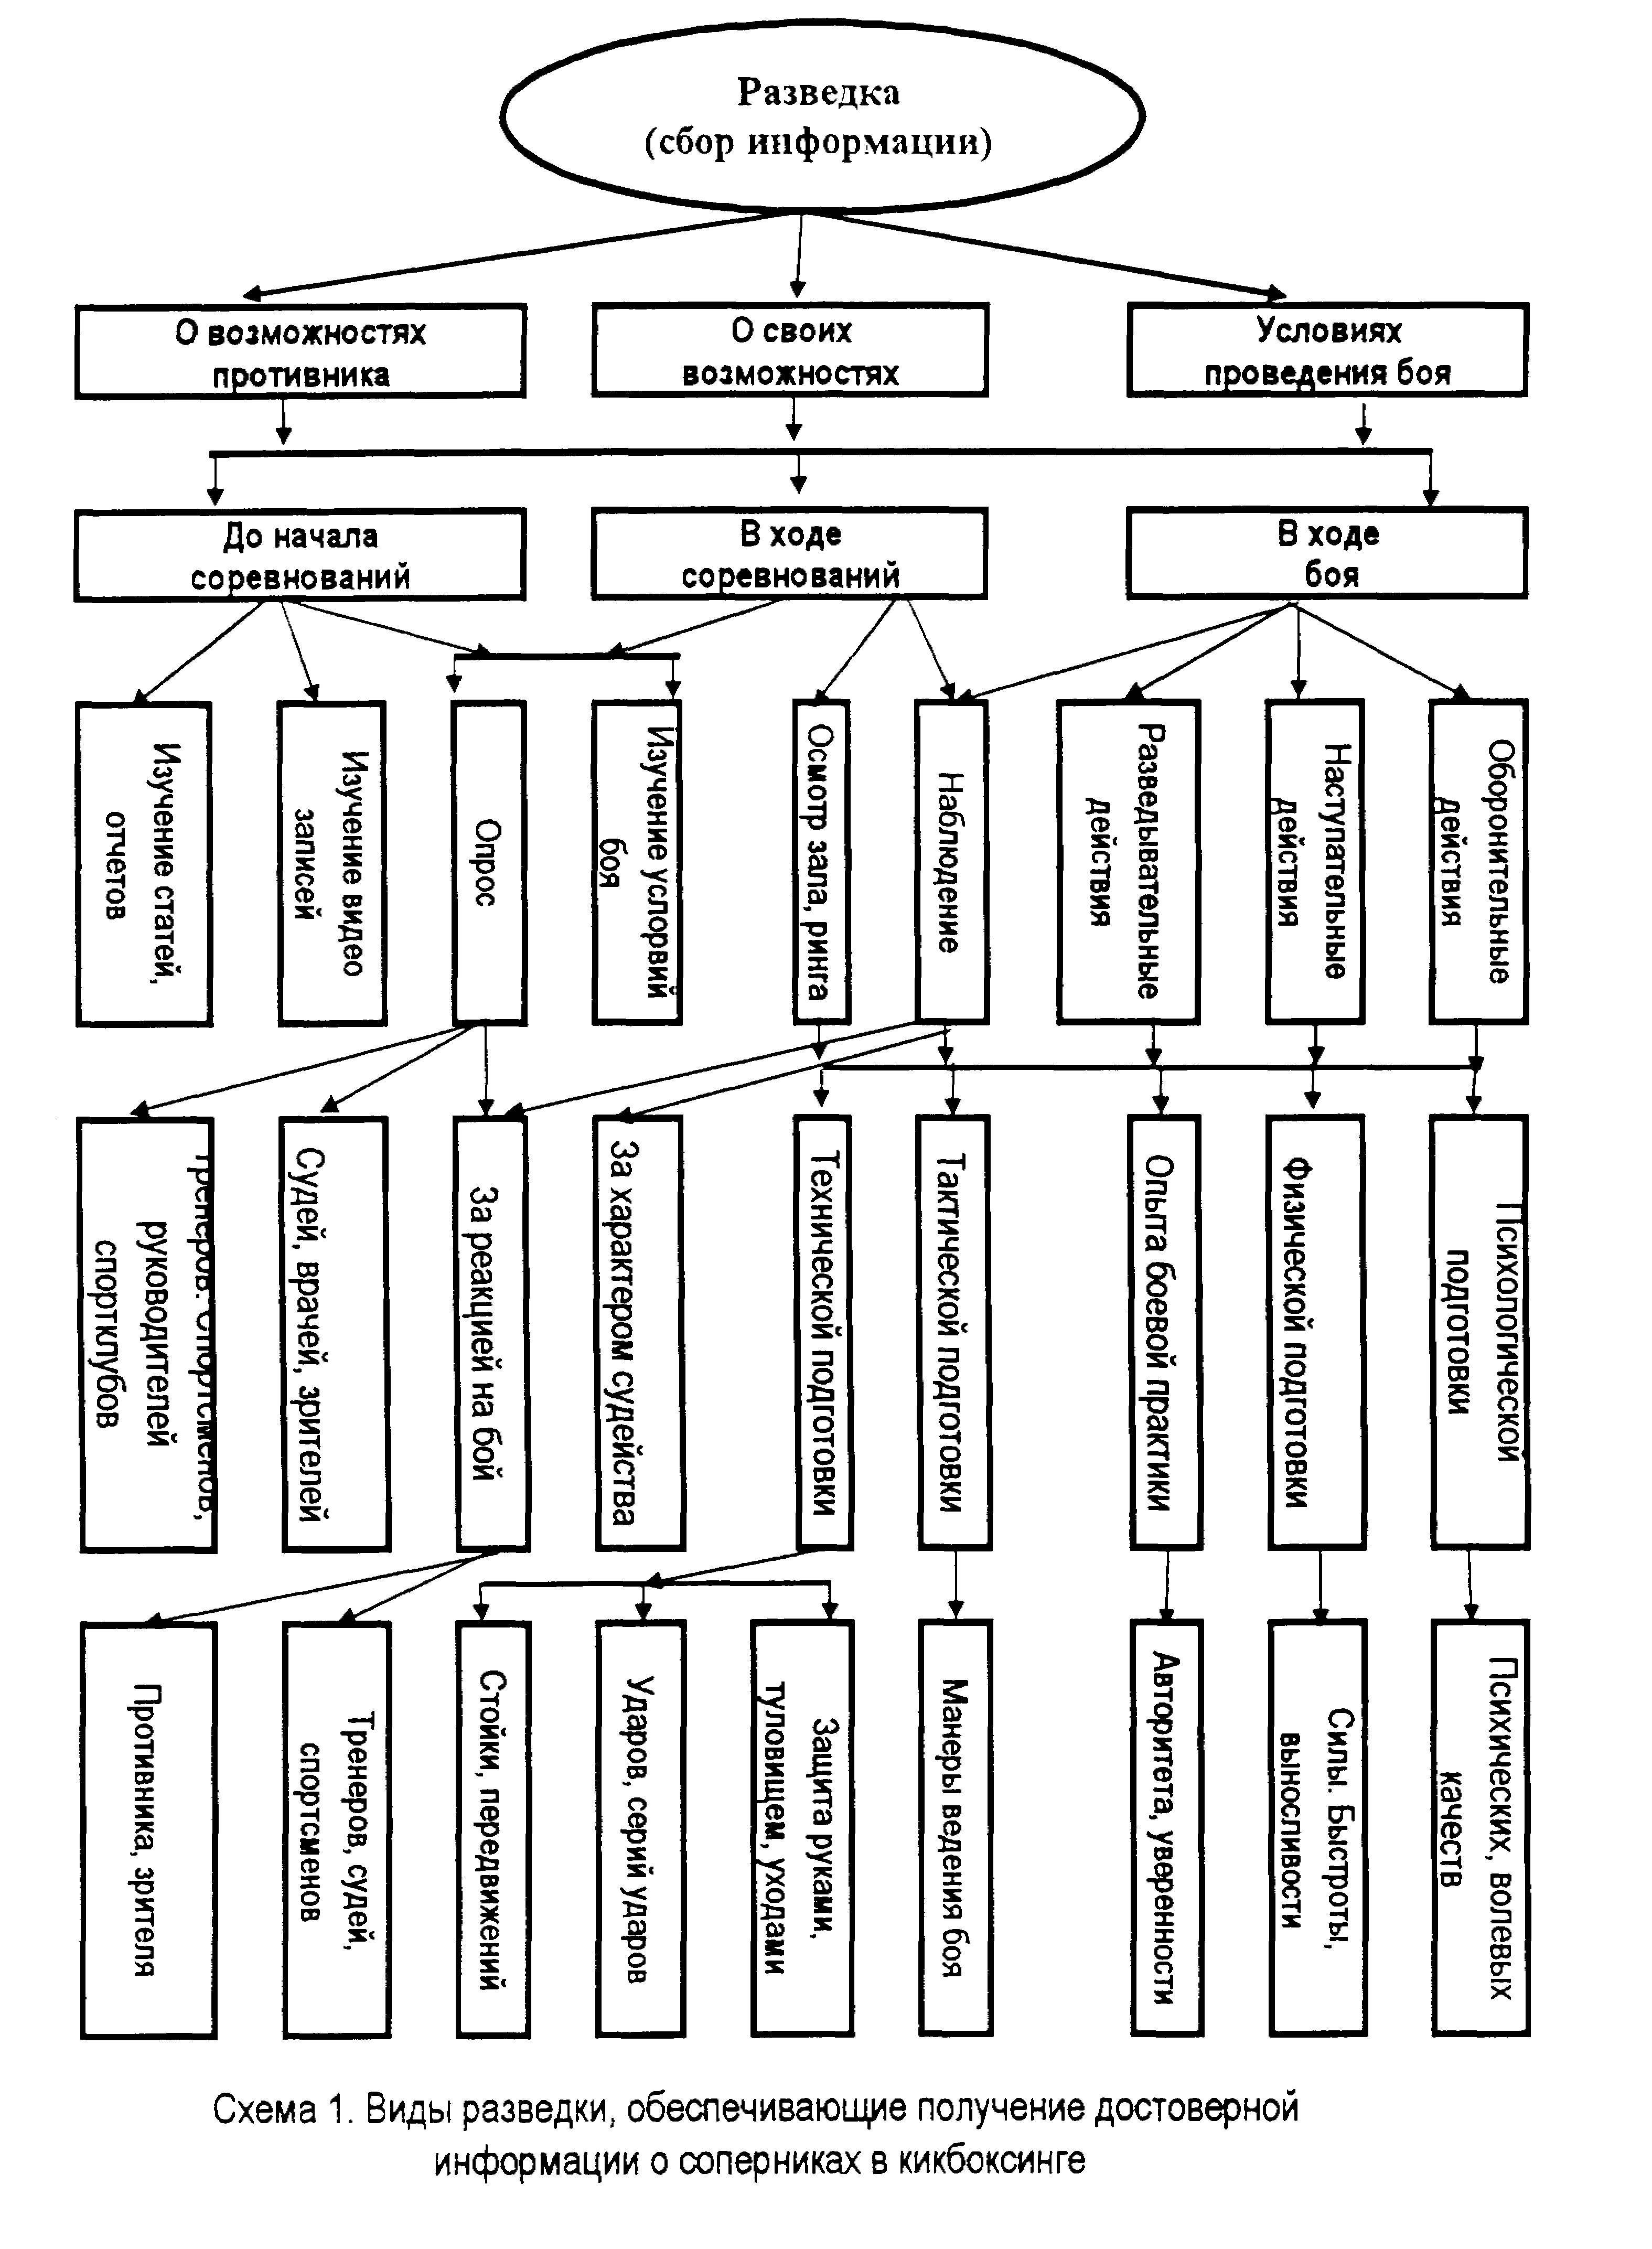 Разведка
(сбор информации)
О возможностях
противника
О своих
возможностях
Условиях
проведения боя
До начала
соревнований
В ходе
соревнований
В ходе
боя
Изучение статей,
отчетов
Изучение видео
записей
Опрос
Изучение услорвий
боя
Осмотр зала, ринга
Наблюдение
Разведывательные
действия
Наступательные
действия
Оборонительные
действия
Тренеров. Спортсменов,
руководителей
спортклубов
Судей, врачей, зрителей
За реакцией на бой
За характером судейства
Технической подготовки
Тактической подготовки
Опыта боевой практики
Физической подготовки
Психологической
подготовки
Противника, зрителя
Тренеров, судей,
спортсменов
Стойки, передвижений
Ударов, серий ударов
Защита руками,
туловищем, уходами
Манеры ведения боя
Авторитета, уверенности
Силы. Быстроты,
выносливости
Психических, волевых
качеств
Схема 1. Виды разведки, обеспечивающие получение достоверной
информации о соперниках в кикбоксинге